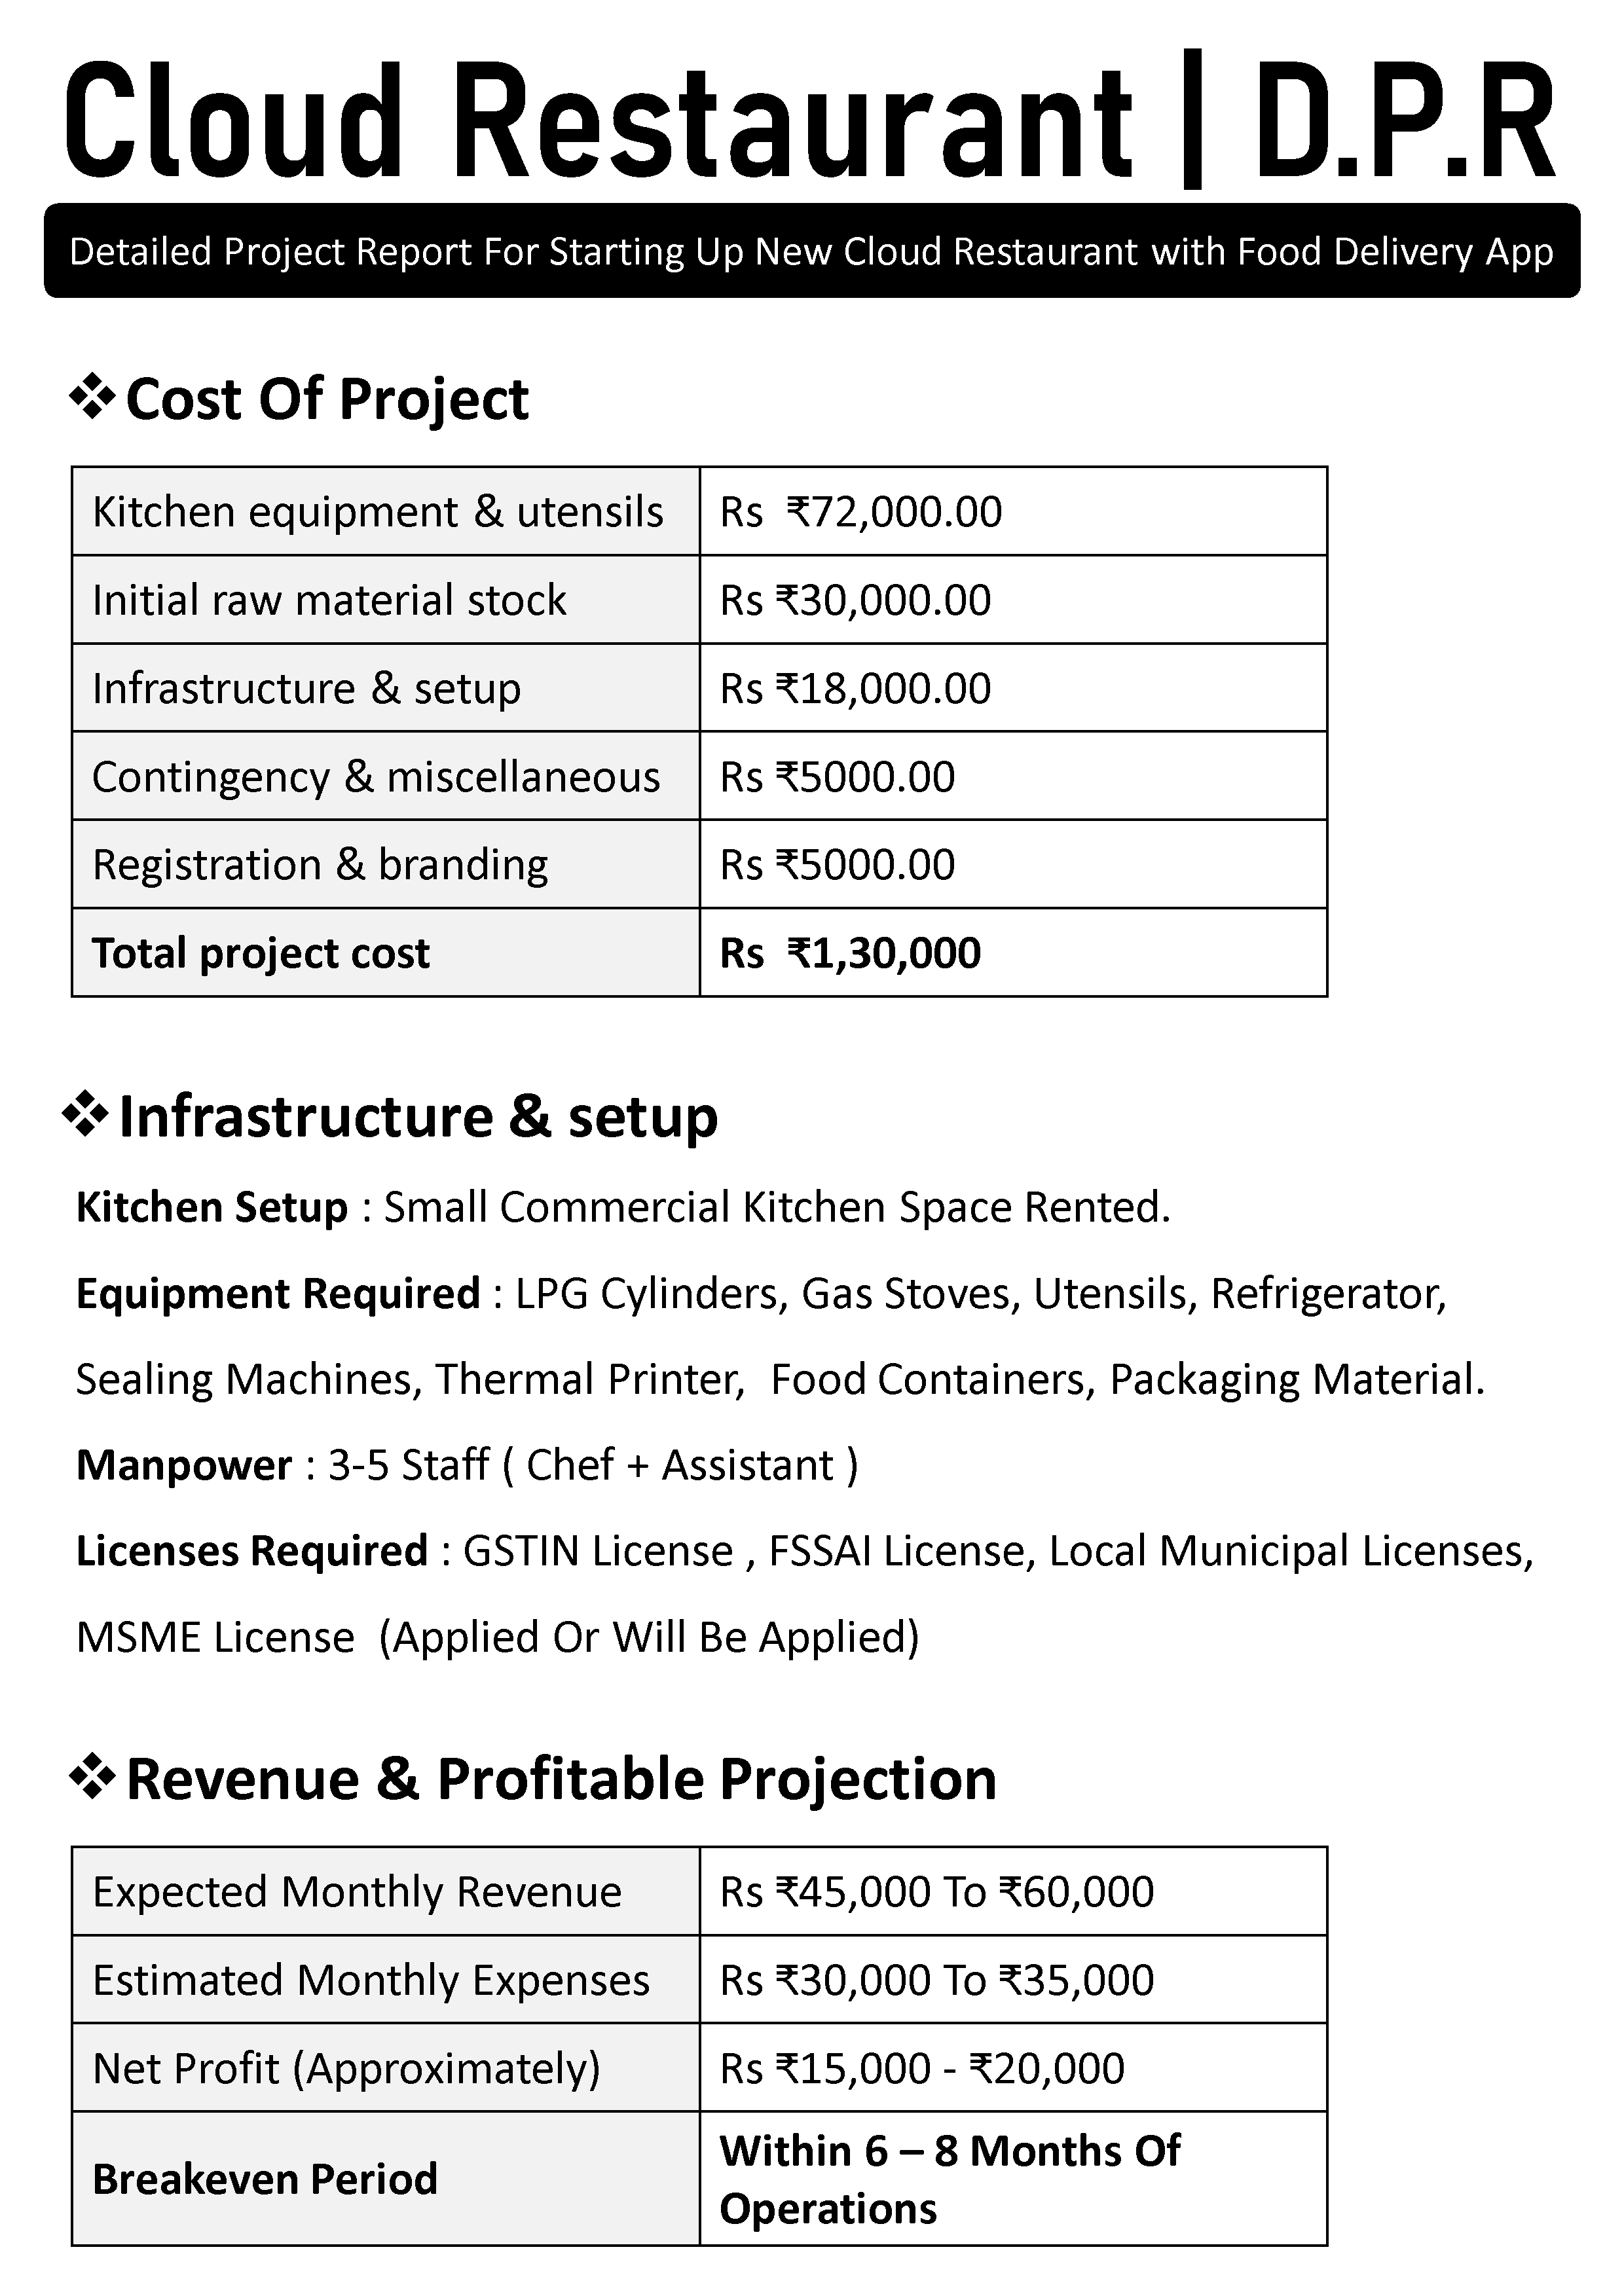 Cloud Restaurant | D.P.R
Detailed Project Report For Starting Up New Cloud Restaurant with Food Delivery App
❖ Cost Of Project
Kitchen equipment & utensils Rs ₹72,000.00
Initial raw material stock Rs ₹30,000.00
Infrastructure & setup Rs ₹18,000.00
Contingency & miscellaneous Rs ₹5000.00
Registration & branding Rs ₹5000.00
Total project cost Rs ₹1,30,000
❖ Infrastructure & setup
Kitchen Setup : Small Commercial Kitchen Space Rented.
Equipment Required : LPG Cylinders, Gas Stoves, Utensils, Refrigerator,
Sealing Machines, Thermal Printer, Food Containers, Packaging Material.
Manpower : 3-5 Staff ( Chef + Assistant )
Licenses Required : GSTIN License , FSSAI License, Local Municipal Licenses,
MSME License (Applied Or Will Be Applied)
❖ Revenue & Profitable Projection
Expected Monthly Revenue Rs ₹45,000 To ₹60,000
Estimated Monthly Expenses Rs ₹30,000 To ₹35,000
Net Profit (Approximately) Rs ₹15,000 - ₹20,000
Breakeven Period Within 6 – 8 Months Of
Operations